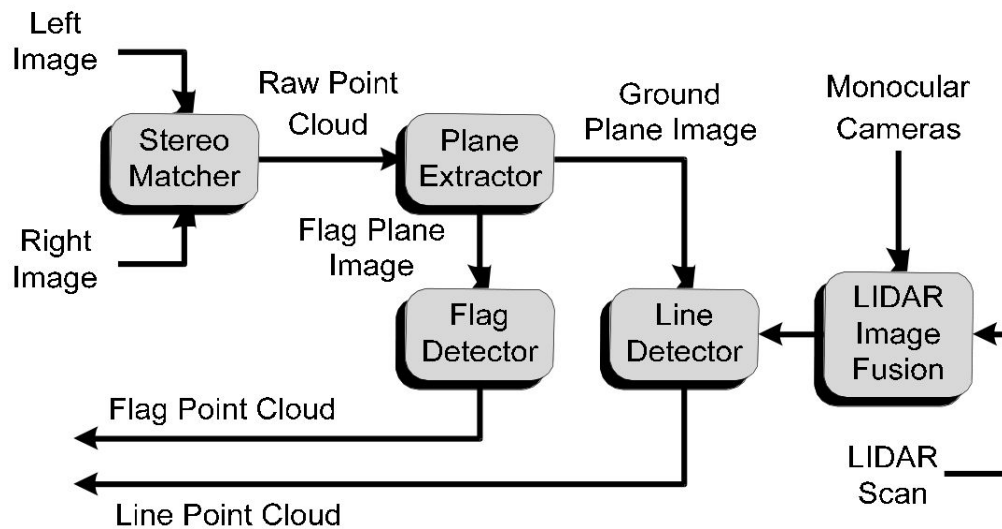 Left
Image
Raw Point
Cloud
Ground
Plane Image
Monocular
Cameras
Stereo
Matcher
Plane
Extractor
Right
Image
Flag Plane
Image
Flag
Detector
Line
Detector
LIDAR
Image
Fusion
Flag Point Cloud
LIDAR
Scan
Line Point Cloud